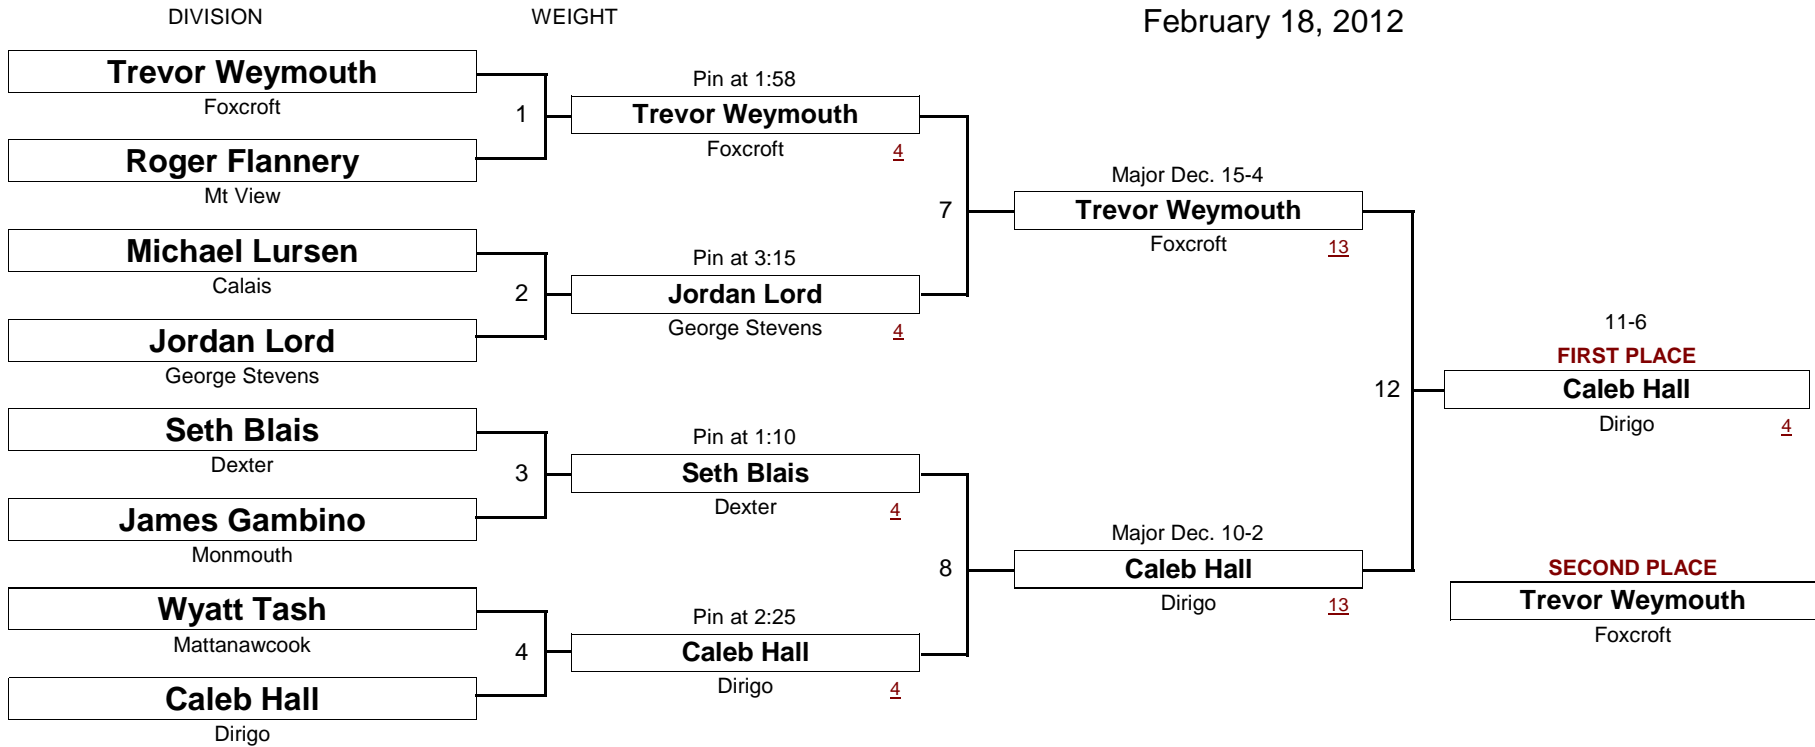 DIVISION
WEIGHT
February 18, 2012
Trevor Weymouth
Foxcroft
1
Roger Flannery
Mt View
Michael Lursen
Calais
2
Jordan Lord
George Stevens
Seth Blais
Dexter
3
James Gambino
Monmouth
Wyatt Tash
Mattanawcook
4
Caleb Hall
Dirigo
Pin at 1:58
Trevor Weymouth
Foxcroft 4
7
Pin at 3:15
Jordan Lord
George Stevens 4
Pin at 1:10
Seth Blais
Dexter 4
8
Pin at 2:25
Caleb Hall
Dirigo 4
Major Dec. 15-4
Trevor Weymouth
Foxcroft 13
12
Major Dec. 10-2
Caleb Hall
Dirigo 13
11-6
FIRST PLACE
Caleb Hall
Dirigo 4
SECOND PLACE
Trevor Weymouth
Foxcroft